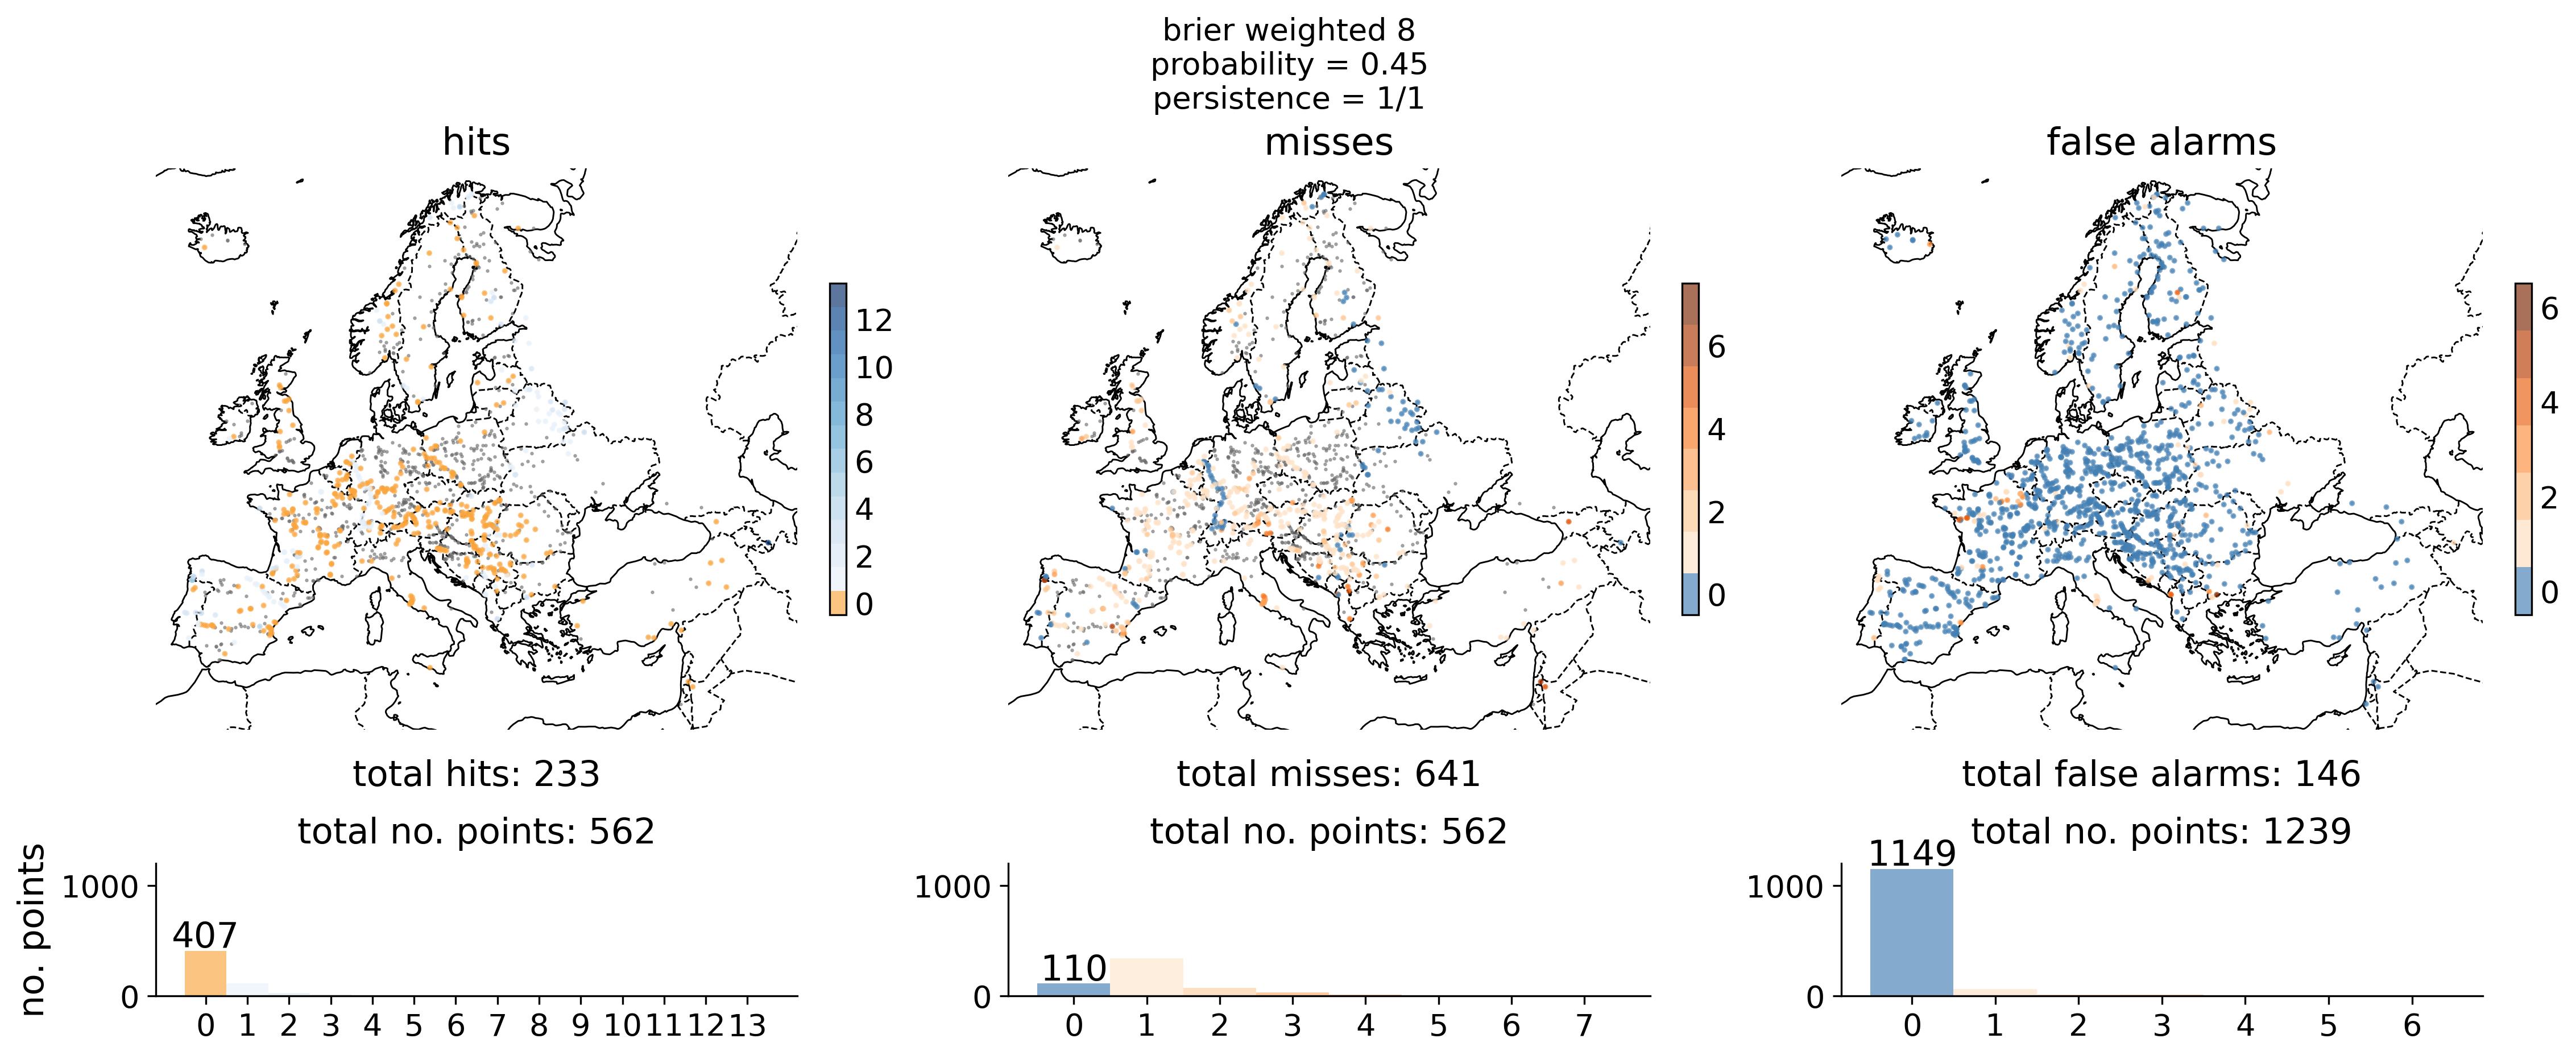 brier weighted 8
probability = 0.45
persistence = 1/1
hits
misses
false alarms
12
10
8
6
4
2
0
6
4
2
0
6
4
2
0
total hits: 233
total misses: 641
total false alarms: 146
total no. points: 562
total no. points: 562
total no. points: 1239
no. points
1000
0
407
0 1 2 3 4 5 6 7 8 9 10 11 12 13
1000
0
110
0 1 2 3 4 5 6 7
1000
0
1149
0 1 2 3 4 5 6